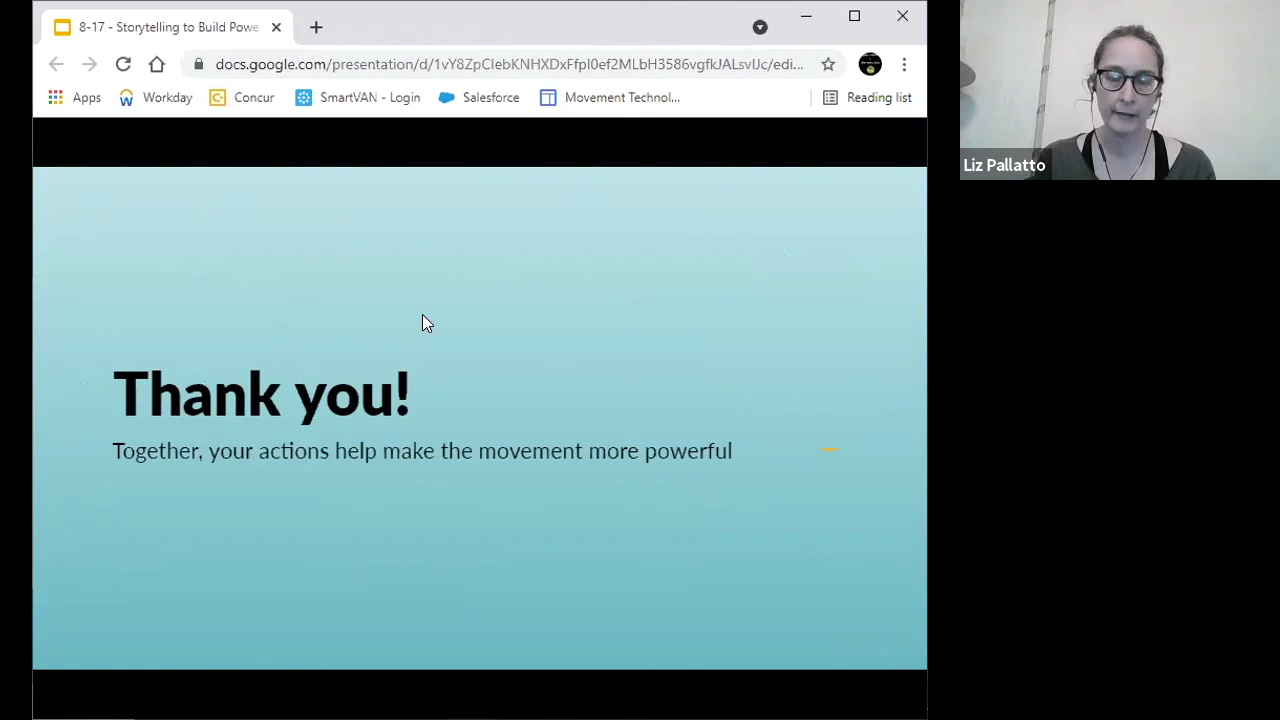 8-17 - Storytelling to Build Powe
docs.google.com/presentation/d/1vY8ZpClebKNHXDxFfpI0ef2MLbH3586vgfkJALsvIJc/edi...
Apps Workday Concur SmartVAN - Login Salesforce Movement Technol... Reading list
Liz Pallatto
Thank you!
Together, your actions help make the movement more powerful